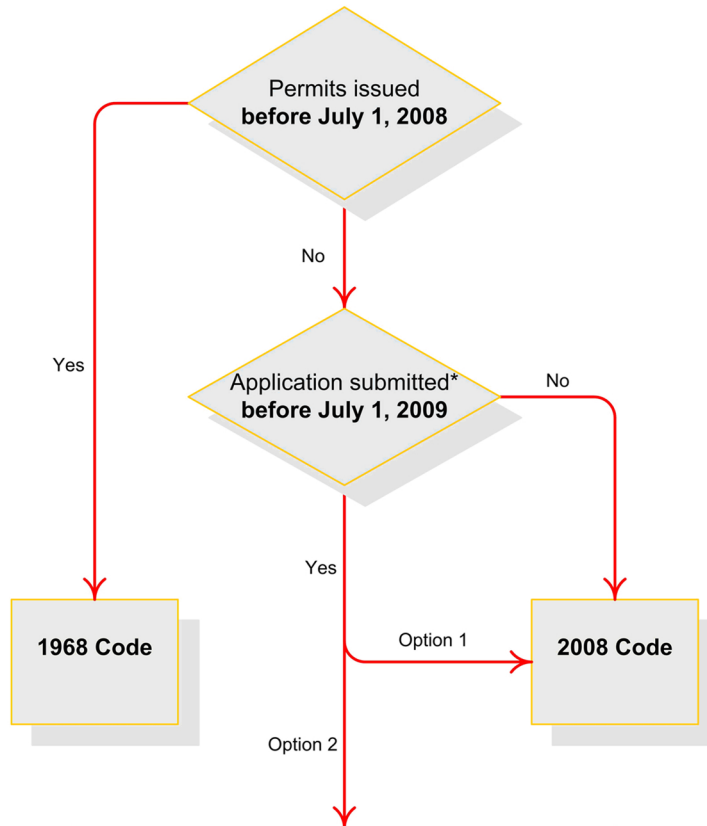 Permits issued
before July 1, 2008
No
Yes
Application submitted*
before July 1, 2009
No
Yes
1968 Code
Option 1
2008 Code
Option 2